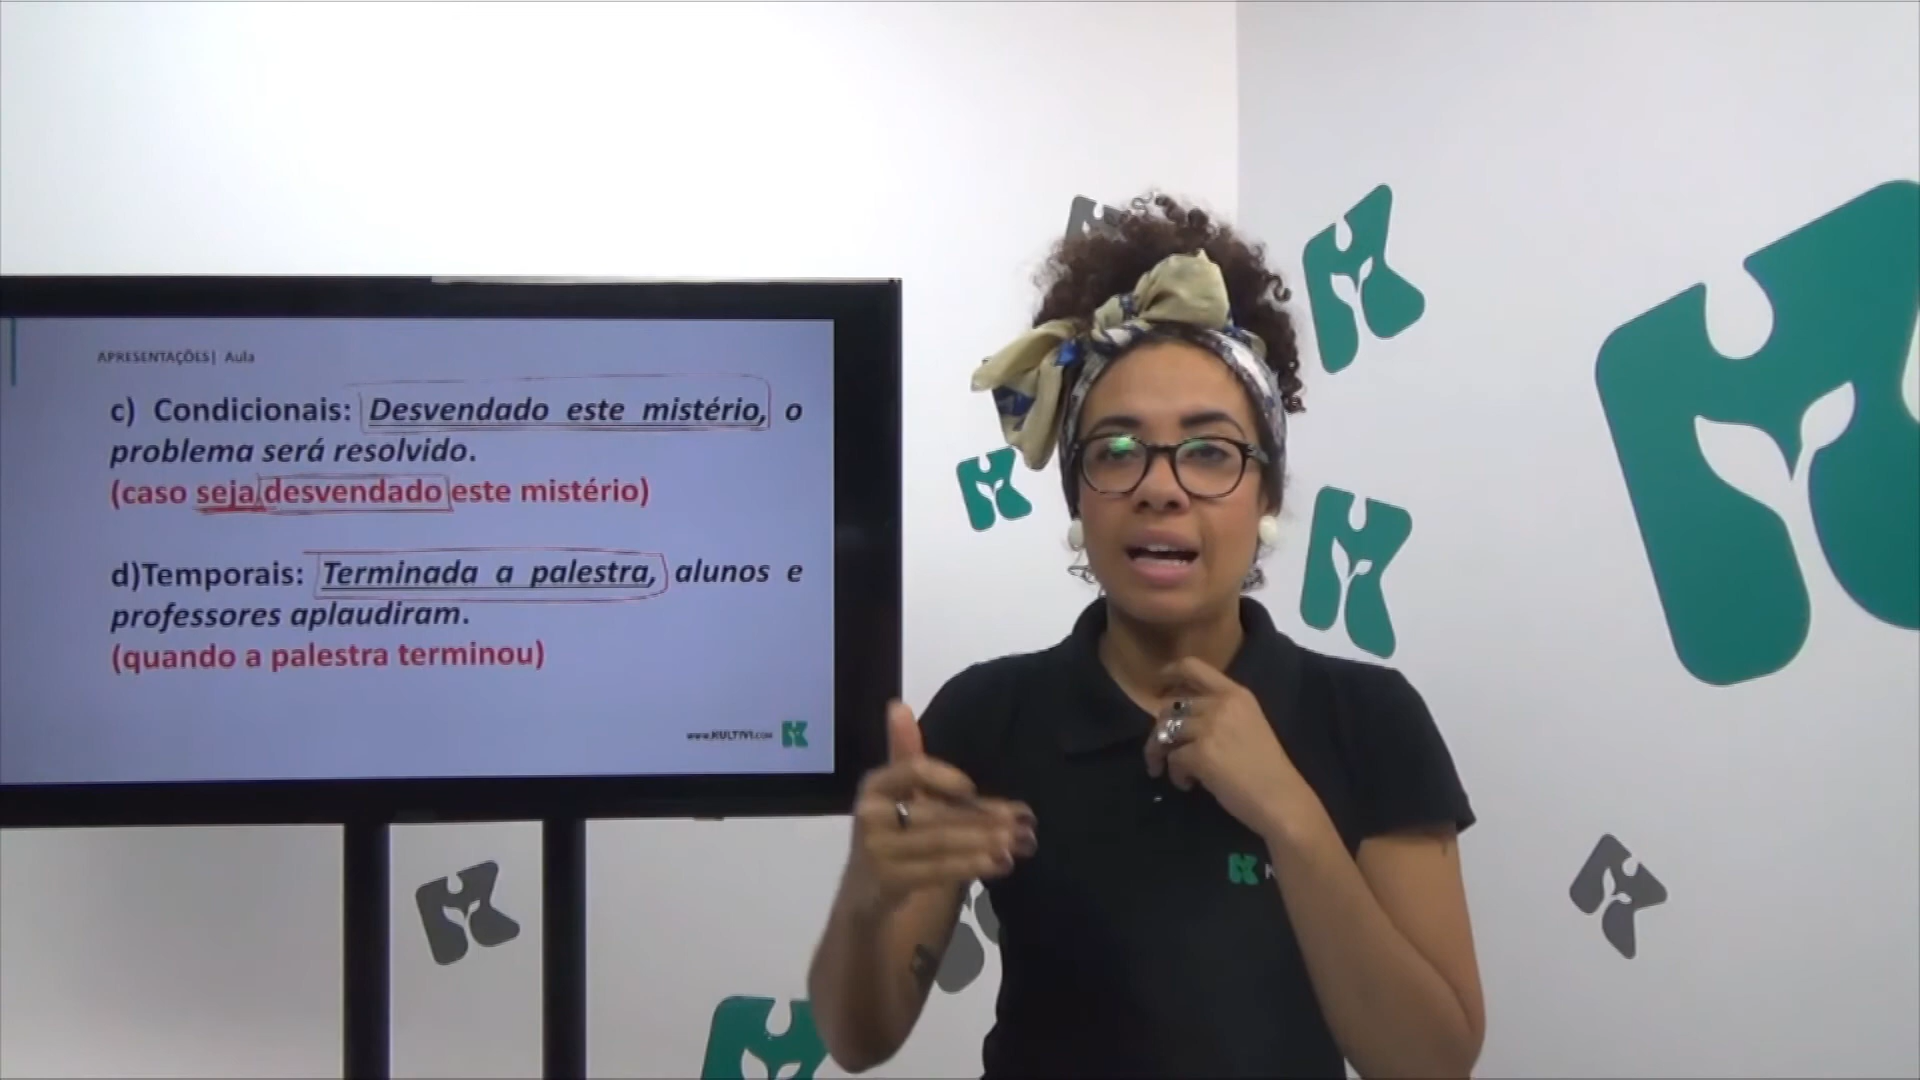 APRESENTAÇÕES| Aula
c) Condicionais: Desvendado este mistério, o
problema será resolvido.
(caso seja desvendado este mistério)
d)Temporais: Terminada a palestra, alunos e
professores aplaudiram.
(quando a palestra terminou)
www.KULTIVI.COM